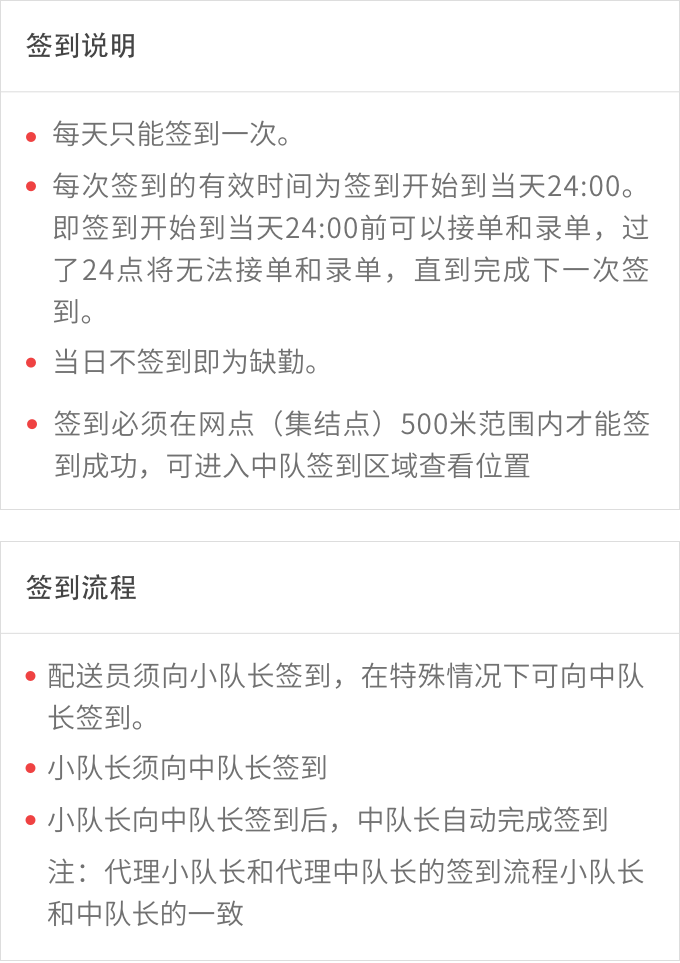 签到说明
每天只能签到一次。
每次签到的有效时间为签到开始到当天24:00。
即签到开始到当天24:00前可以接单和录单，过
了24点将无法接单和录单，直到完成下一次签
到。
当日不签到即为缺勤。
签到必须在网点（集结点）500米范围内才能签
到成功，可进入中队签到区域查看位置
签到流程
配送员须向小队长签到，在特殊情况下可向中队
长签到。
小队长须向中队长签到
小队长向中队长签到后，中队长自动完成签到
注：代理小队长和代理中队长的签到流程小队长
和中队长的一致